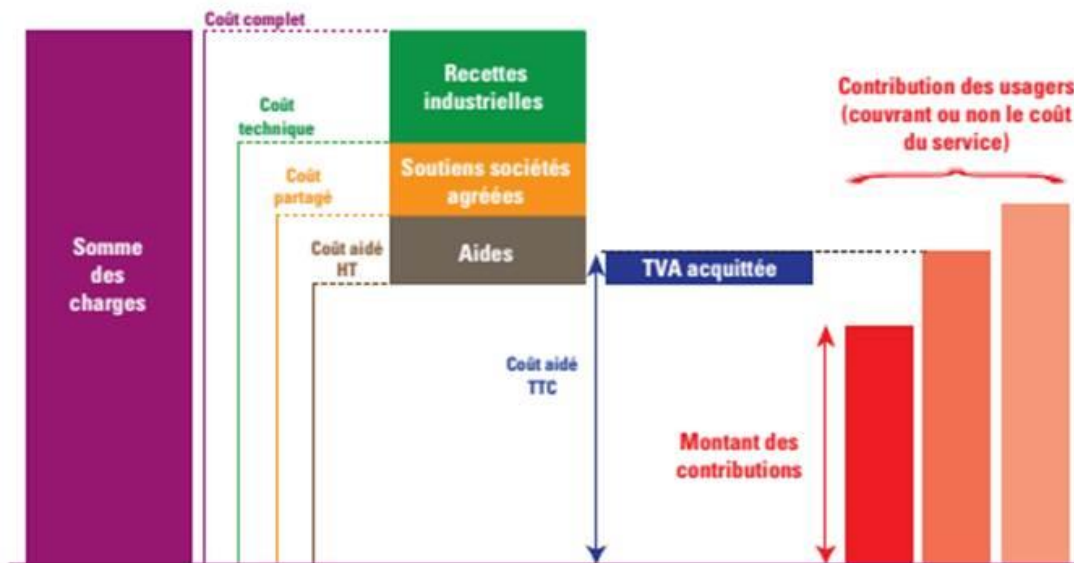 Coût complet
Recettes
industrielles
Coût
technique
Soutiens sociétés
agréées
Coût
partagé
Aides
Coût aidé
HT
Somme
des
charges
TVA acquittée
Coût aidé
TTC
Contribution des usagers
(couvrant ou non le coût
du service)
Montant des
contributions